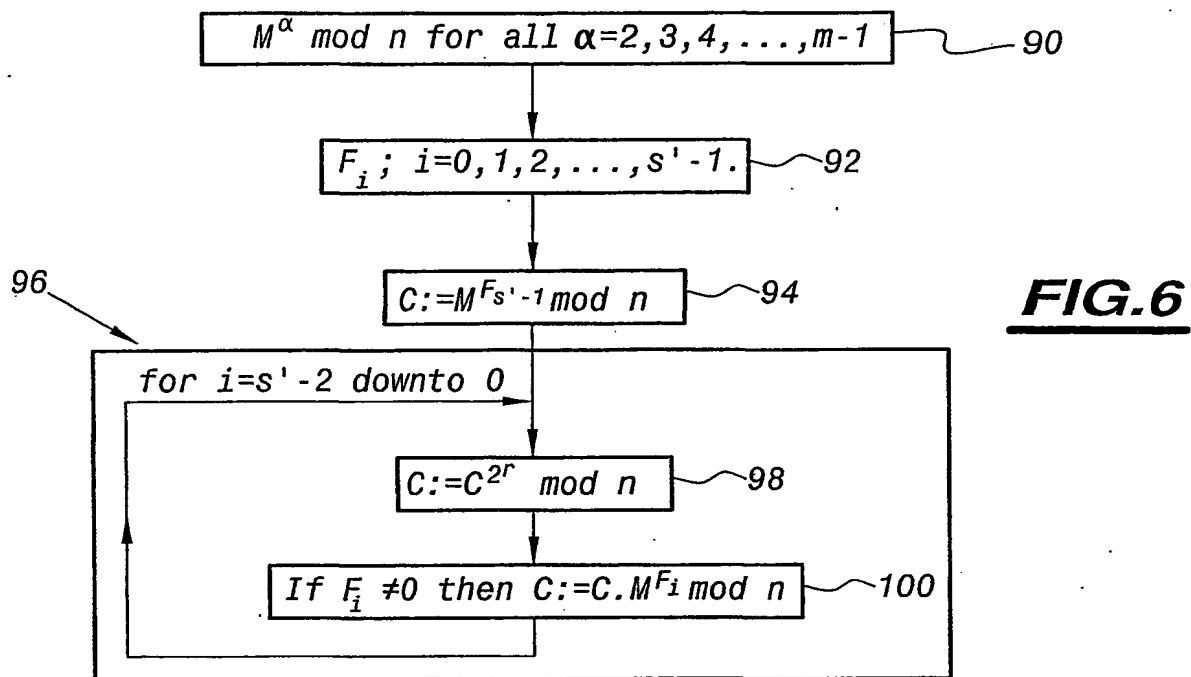 M^α mod n for all α=2,3,4,...,m-1
90
F_i; i=0,1,2,...,s'-1.
92
96
C:=M^{F_{s'-1}} mod n
94
FIG.6
for i=s'-2 downto 0
C:=C^{2^r} mod n
98
If F_i ≠0 then C:=C.M^{F_i} mod n
100